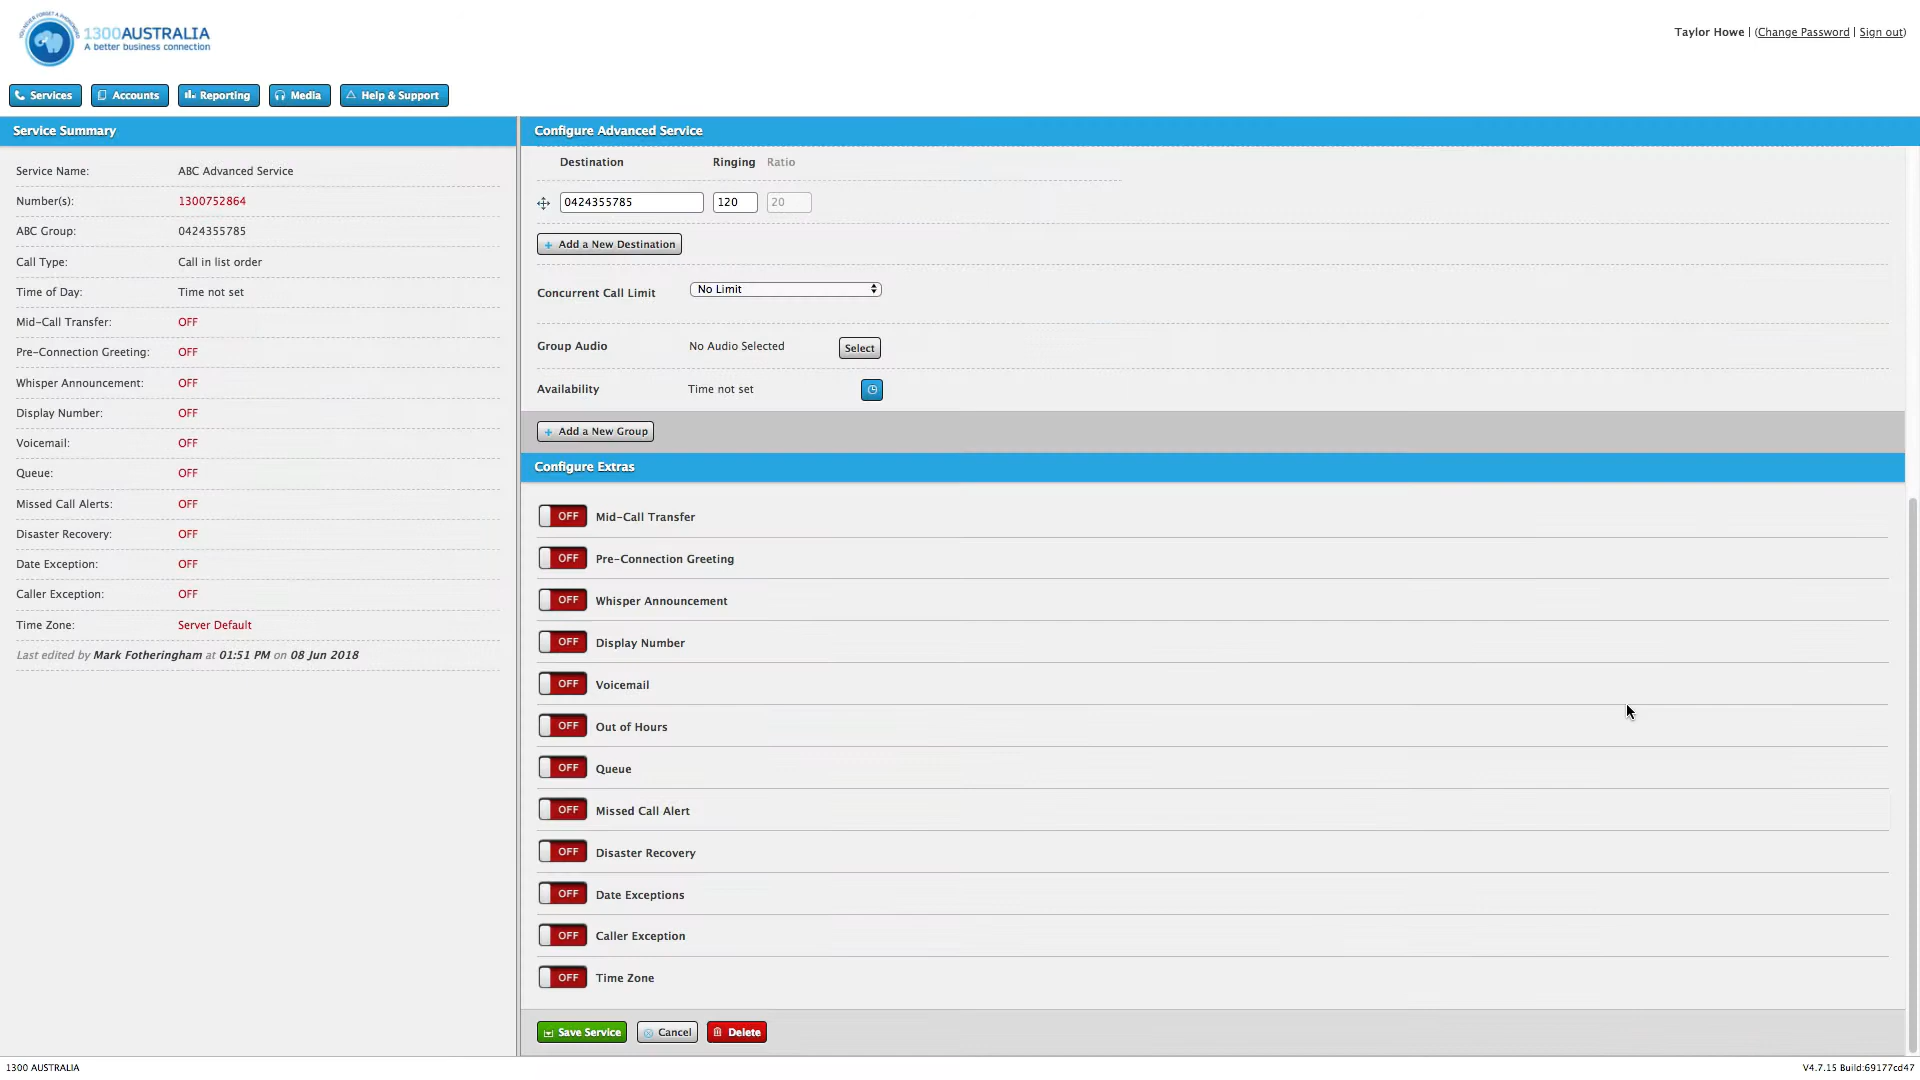 YOU NEVER FORGET A PHONEWORD
1300AUSTRALIA
A better business connection
Taylor Howe | (Change Password | Sign out)
Services
Accounts
Reporting
Media
Help & Support
Service Summary
Service Name: ABC Advanced Service
Number(s): 1300752864
ABC Group: 0424355785
Call Type: Call in list order
Time of Day: Time not set
Mid-Call Transfer: OFF
Pre-Connection Greeting: OFF
Whisper Announcement: OFF
Display Number: OFF
Voicemail: OFF
Queue: OFF
Missed Call Alerts: OFF
Disaster Recovery: OFF
Date Exception: OFF
Caller Exception: OFF
Time Zone: Server Default
Last edited by Mark Fotheringham at 01:51 PM on 08 Jun 2018
Configure Advanced Service
Destination Ringing Ratio
0424355785 120 20
Add a New Destination
Concurrent Call Limit No Limit
Group Audio No Audio Selected Select
Availability Time not set
Add a New Group
Configure Extras
OFF Mid-Call Transfer
OFF Pre-Connection Greeting
OFF Whisper Announcement
OFF Display Number
OFF Voicemail
OFF Out of Hours
OFF Queue
OFF Missed Call Alert
OFF Disaster Recovery
OFF Date Exceptions
OFF Caller Exception
OFF Time Zone
Save Service Cancel Delete
1300 AUSTRALIA
V4.7.15 Build:69177cd47